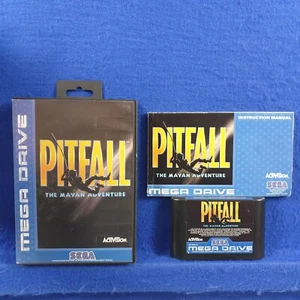 MEGA DRIVE
PITFALL
THE MAYAN ADVENTURE
ACTIVISION
SEGA
INSTRUCTION MANUAL
PITFALL
THE MAYAN ADVENTURE
ACTIVISION
MEGA DRIVE
SEGA
PITFALL
THE MAYAN ADVENTURE
ACTIVISION
SEGA
MEGA DRIVE